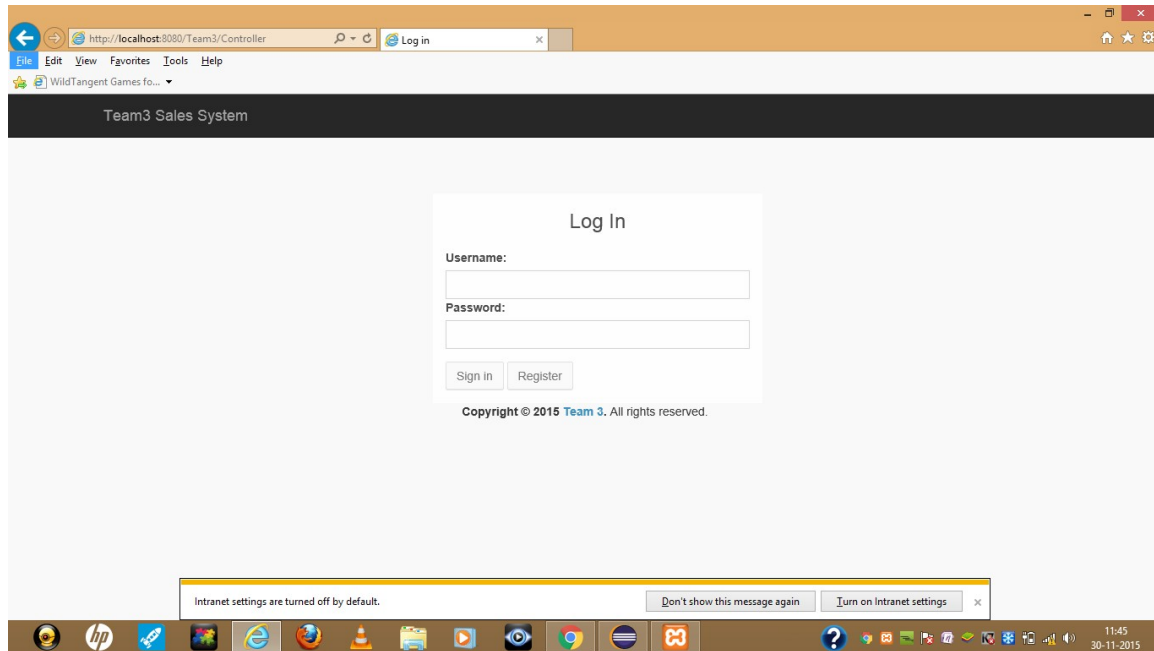 http://localhost:8080/Team3/Controller
Log in
File Edit View Favorites Tools Help
WildTangent Games fo...
Team3 Sales System
Log In
Username:
Password:
Sign in Register
Copyright © 2015 Team 3. All rights reserved.
Intranet settings are turned off by default. Don't show this message again Turn on Intranet settings
hp
11:45
30-11-2015